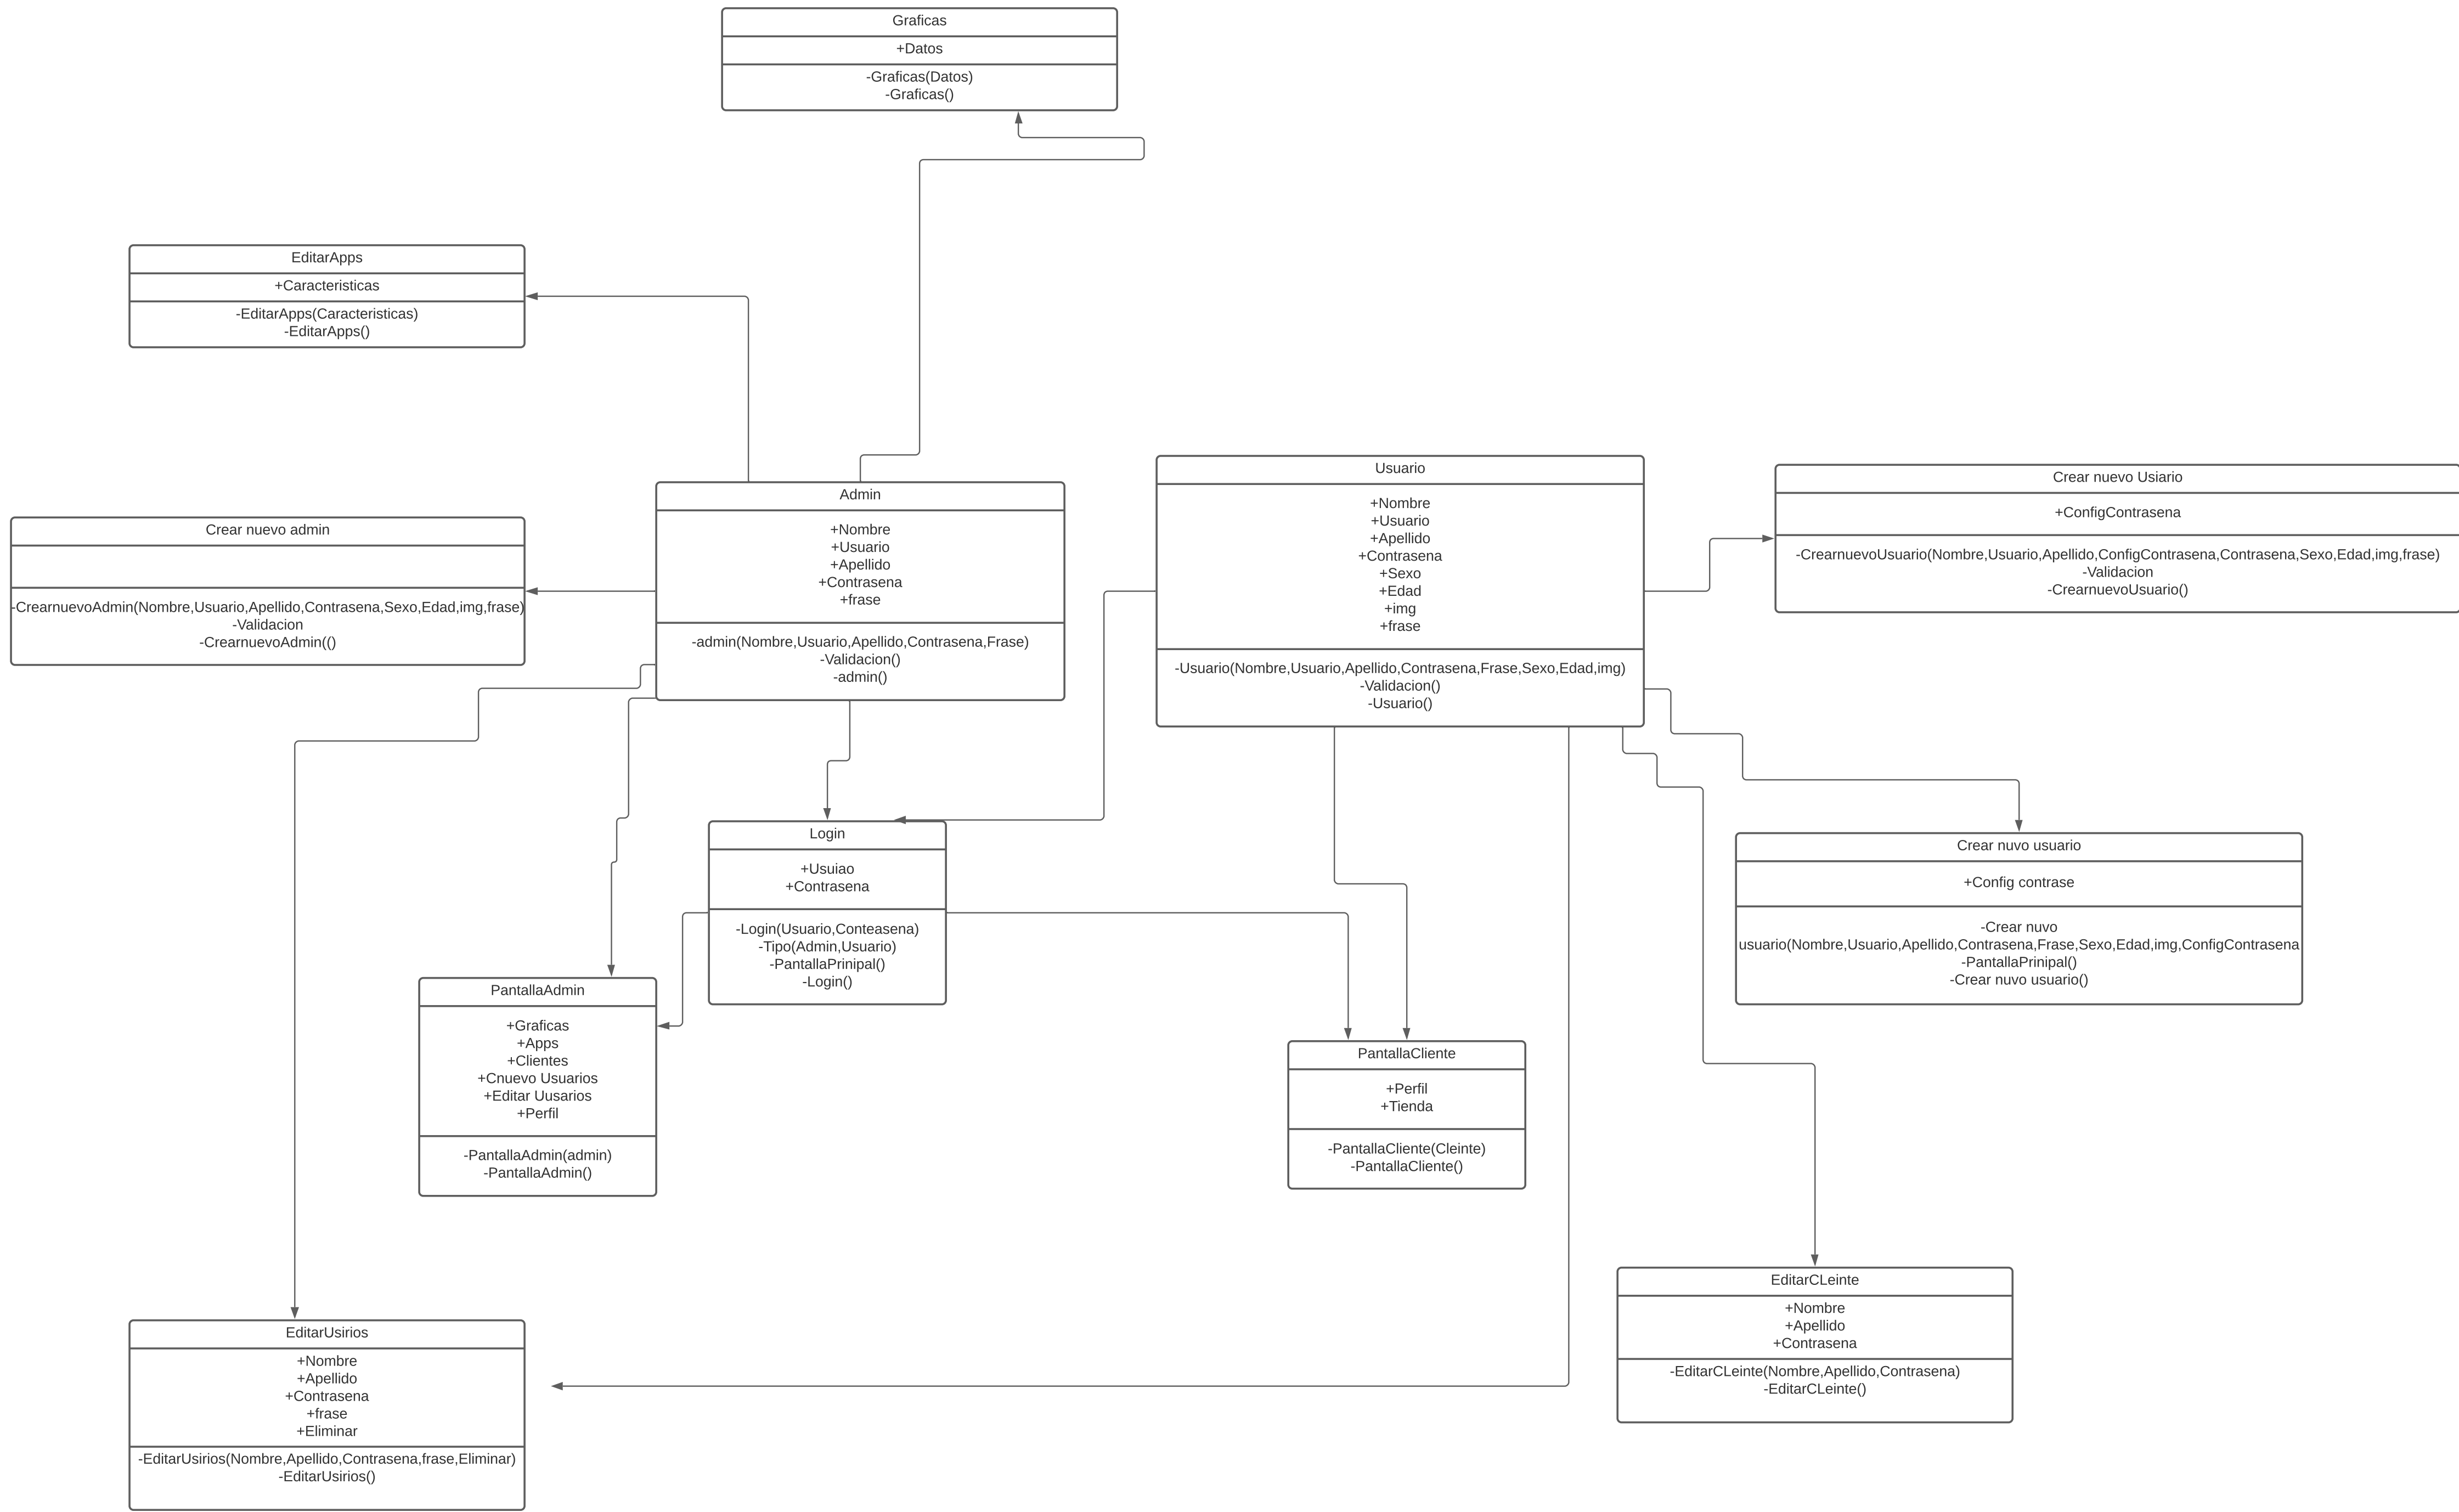 Graficas
+Datos
-Graficas(Datos)
-Graficas()
EditarApps
+Caracteristicas
-EditarApps(Caracteristicas)
-EditarApps()
Crear nuevo admin
-CrearnuevoAdmin(Nombre,Usuario,Apellido,Contrasena,Sexo,Edad,img,frase)
-Validacion
-CrearnuevoAdmin(()
Admin
+Nombre
+Usuario
+Apellido
+Contrasena
+frase
-admin(Nombre,Usuario,Apellido,Contrasena,Frase)
-Validacion()
-admin()
Usuario
+Nombre
+Usuario
+Apellido
+Contrasena
+Sexo
+Edad
+img
+frase
-Usuario(Nombre,Usuario,Apellido,Contrasena,Frase,Sexo,Edad,img)
-Validacion()
-Usuario()
Crear nuevo Usiario
+ConfigContrasena
-CrearnuevoUsuario(Nombre,Usuario,Apellido,ConfigContrasena,Contrasena,Sexo,Edad,img,frase)
-Validacion
-CrearnuevoUsuario()
Login
+Usuiao
+Contrasena
-Login(Usuario,Conteasena)
-Tipo(Admin,Usuario)
-PantallaPrinipal()
-Login()
Crear nuvo usuario
+Config contrase
-Crear nuvo
usuario(Nombre,Usuario,Apellido,Contrasena,Frase,Sexo,Edad,img,ConfigContrasena
-PantallaPrinipal()
-Crear nuvo usuario()
PantallaAdmin
+Graficas
+Apps
+Clientes
+Cnuevo Usuarios
+Editar Uusarios
+Perfil
-PantallaAdmin(admin)
-PantallaAdmin()
PantallaCliente
+Perfil
+Tienda
-PantallaCliente(Cleinte)
-PantallaCliente()
EditarCLeinte
+Nombre
+Apellido
+Contrasena
-EditarCLeinte(Nombre,Apellido,Contrasena)
-EditarCLeinte()
EditarUsirios
+Nombre
+Apellido
+Contrasena
+frase
+Eliminar
-EditarUsirios(Nombre,Apellido,Contrasena,frase,Eliminar)
-EditarUsirios()